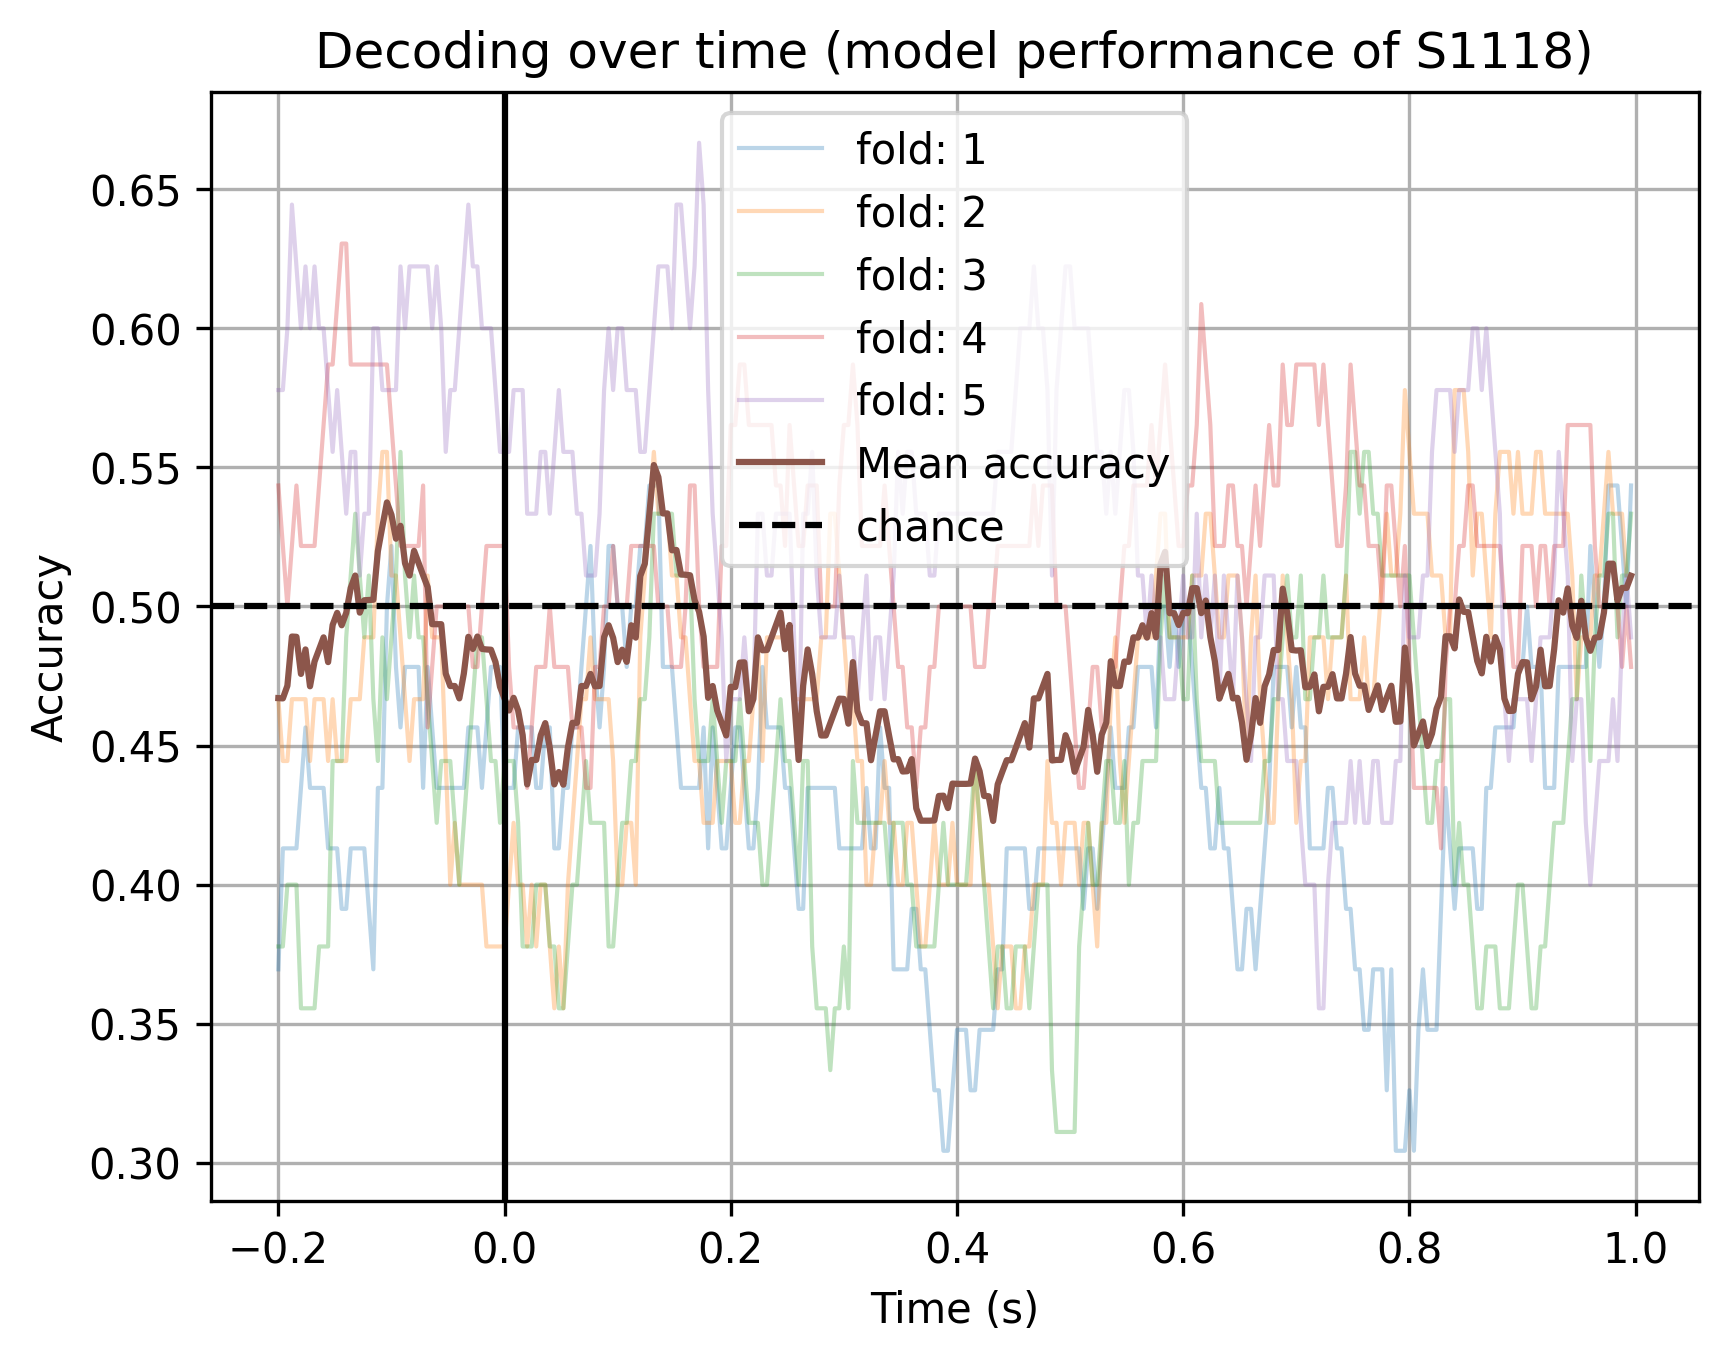 Decoding over time (model performance of S1118)
fold: 1
fold: 2
fold: 3
fold: 4
fold: 5
Mean accuracy
chance
Accuracy
0.65
0.60
0.55
0.50
0.45
0.40
0.35
0.30
−0.2 0.0 0.2 0.4 0.6 0.8 1.0
Time (s)